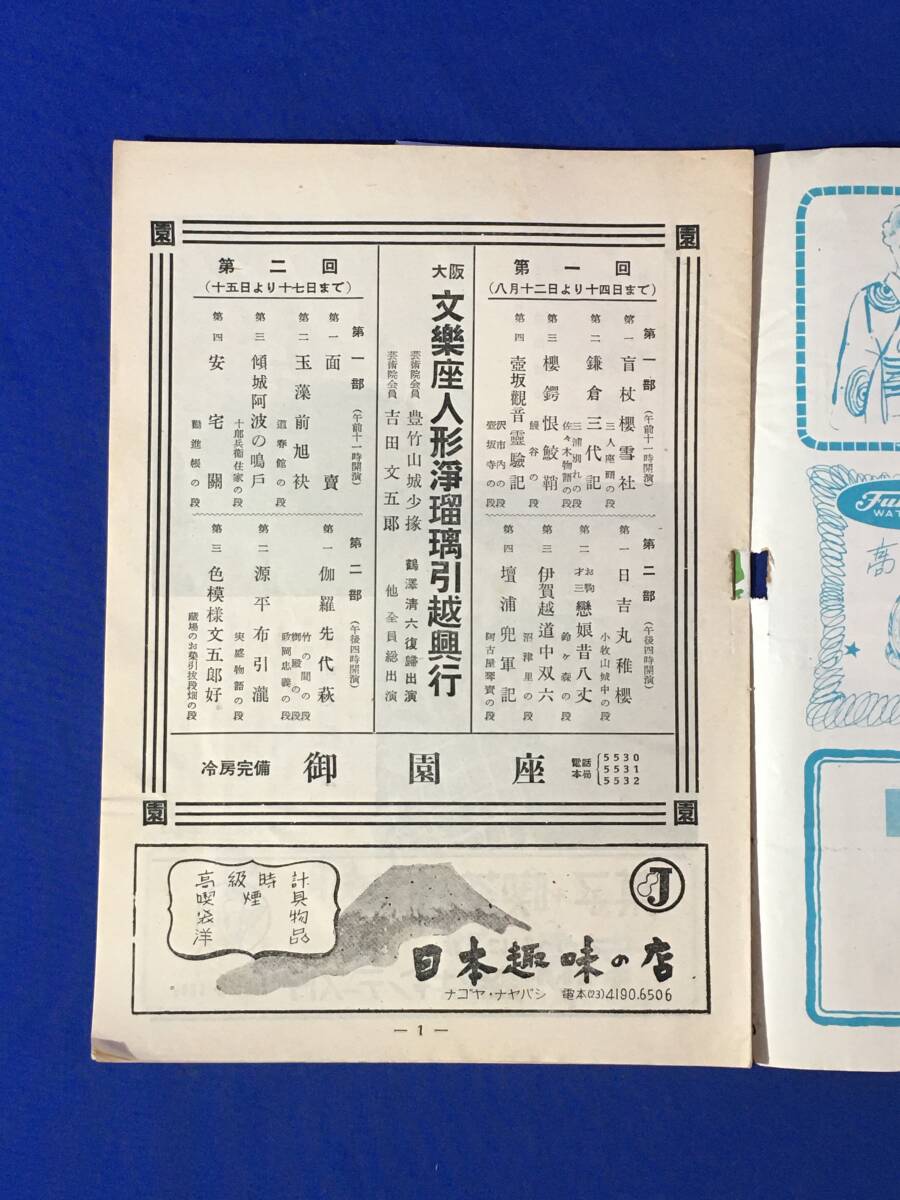 園
園
第一回
(八月十二日より十四日まで)
第一部 (午前十一時開演)
第一 盲杖櫻雪社 三人座頭の段
第二 鎌倉三代記 三浦別れの段 佐々木物語の段
第三 櫻鍔恨鮫鞘 鰻谷の段
第四 壺坂觀音靈驗記 沢市内の段 壺坂寺の段
第二部 (午後四時開演)
第一 日吉丸稚櫻 小牧山城中の段
第二 お駒才三 戀娘昔八丈 鈴ヶ森の段
第三 伊賀越道中双六 沼津里の段
第四 壇浦兜軍記 阿古屋琴責の段
大阪
文樂座人形淨瑠璃引越興行
芸術院会員 豊竹山城少掾 鶴澤清六復帰出演
芸術院会員 吉田文五郎 他全員総出演
第二回
(十五日より十七日まで)
第一部 (午前十一時開演)
第一 面賣
第二 玉藻前旭袂 道春館の段
第三 傾城阿波の鳴戶 十郎兵衛住家の段
第四 安宅關 勧進帳の段
第二部 (午後四時開演)
第一 伽羅先代萩 竹の間の段 御殿の段 政岡忠義の段
第二 源平布引瀧 実盛物語の段
第三 色模様文五郎好 蔵場のお染引抜段畑の段
冷房完備 御園座 電話本局 5530 5531 5532
園
園
計具物品
時煙
級
高喫袋洋
J
日本趣味の店
ナゴヤ・ナヤバシ 電本(23)4190.6506
— 1 —
WAT
高